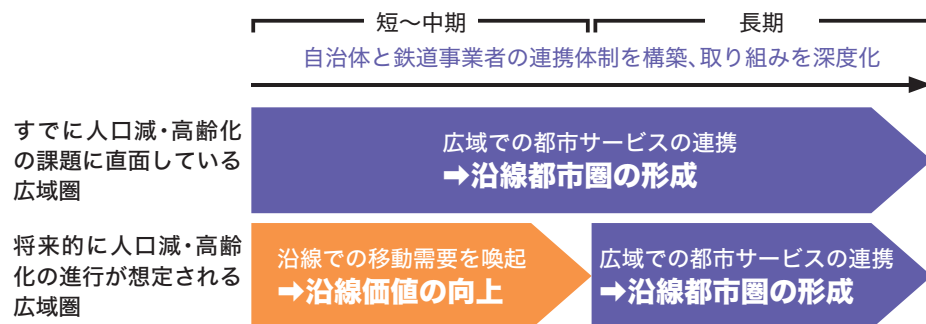 短～中期
長期
自治体と鉄道事業者の連携体制を構築、取り組みを深度化
すでに人口減・高齢化
の課題に直面している
広域圏
広域での都市サービスの連携
➡沿線都市圏の形成
将来的に人口減・高齢
化の進行が想定される
広域圏
沿線での移動需要を喚起
➡沿線価値の向上
広域での都市サービスの連携
➡沿線都市圏の形成